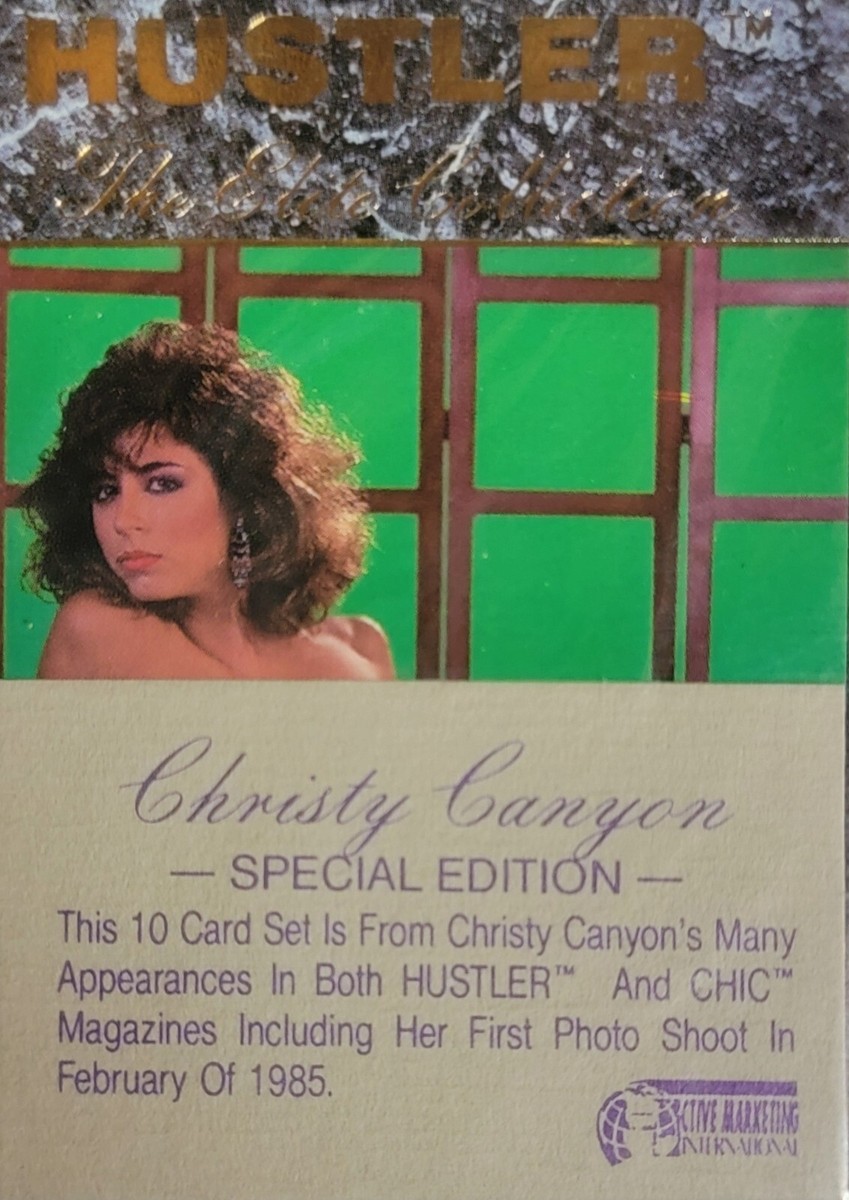 HUSTLER™
The Elite Collection
Christy Canyon
— SPECIAL EDITION —
This 10 Card Set Is From Christy Canyon's Many
Appearances In Both HUSTLER™ And CHIC™
Magazines Including Her First Photo Shoot In
February Of 1985.
ACTIVE MARKETING
INTERNATIONAL